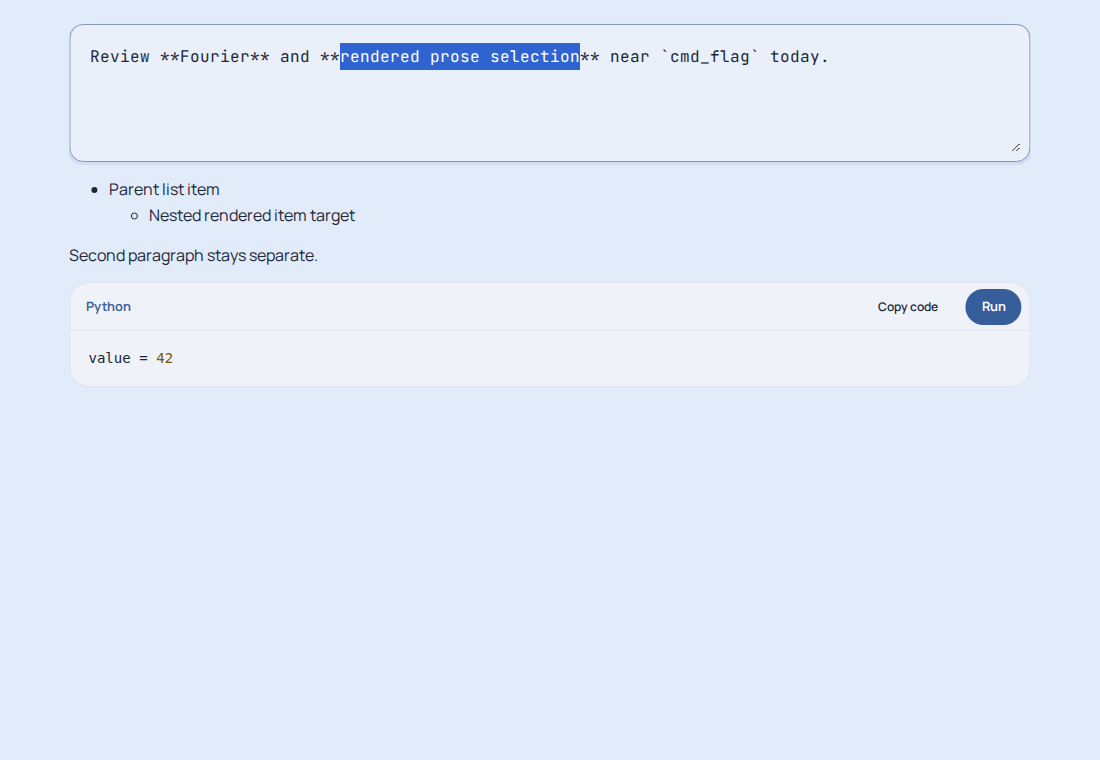 Review **Fourier** and **rendered prose selection** near `cmd_flag` today.
Parent list item
Nested rendered item target
Second paragraph stays separate.
Python Copy code Run
value = 42